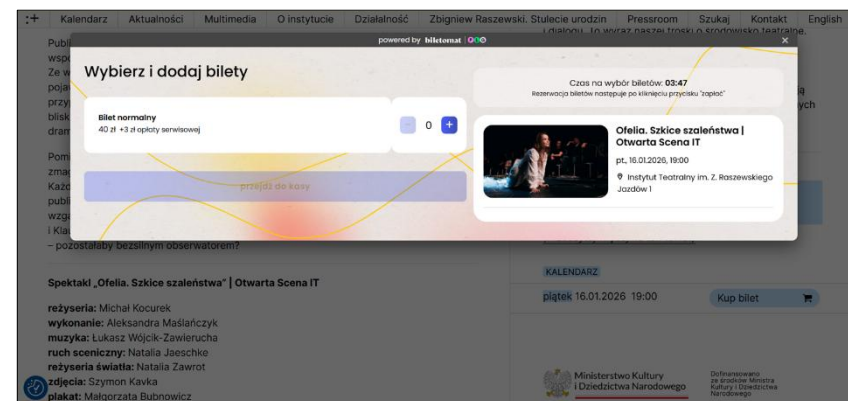 :+ Kalendarz Aktualności Multimedia O instytucie Działalność Zbigniew Raszewski. Stulecie urodzin Pressroom Szukaj Kontakt English
powered by biletomat
Wybierz i dodaj bilety
Bilet normalny
40 zł +3 zł opłaty serwisowej
- 0 +
przejdź do kasy
Czas na wybór biletów: 03:47
Rezerwacja biletów następuje po kliknięciu przycisku "zapłać"
Ofelia. Szkice szaleństwa |
Otwarta Scena IT
pt., 16.01.2026, 19:00
Instytut Teatralny im. Z. Raszewskiego
Jazdów 1
– pozostałaby bezsilnym obserwatorem?
Spektakl „Ofelia. Szkice szaleństwa” | Otwarta Scena IT
reżyseria: Michał Kocurek
wykonanie: Aleksandra Maślańczyk
muzyka: Łukasz Wójcik-Zawierucha
ruch sceniczny: Natalia Jaeschke
reżyseria światła: Natalia Zawrot
zdjęcia: Szymon Kavka
plakat: Małgorzata Bubnowicz
KALENDARZ
piątek 16.01.2026 19:00
Kup bilet
Ministerstwo Kultury
i Dziedzictwa Narodowego
Dofinansowano
ze środków Ministra
Kultury i Dziedzictwa
Narodowego